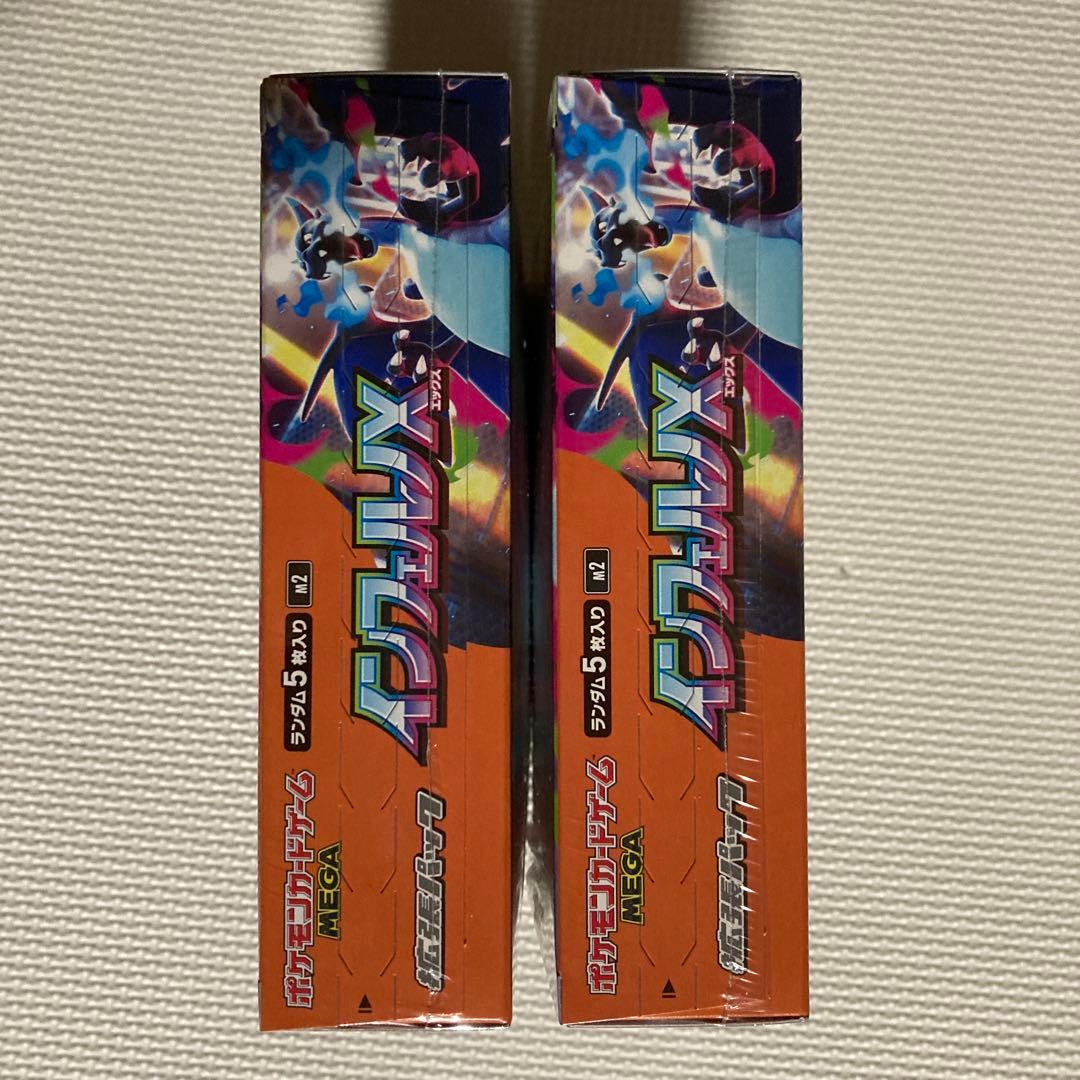 ポケモンカードゲーム
MEGA
ランダム5枚入り
M2
拡張パック
インフェルノX
エックス
ポケモンカードゲーム
MEGA
ランダム5枚入り
M2
拡張パック
インフェルノX
エックス